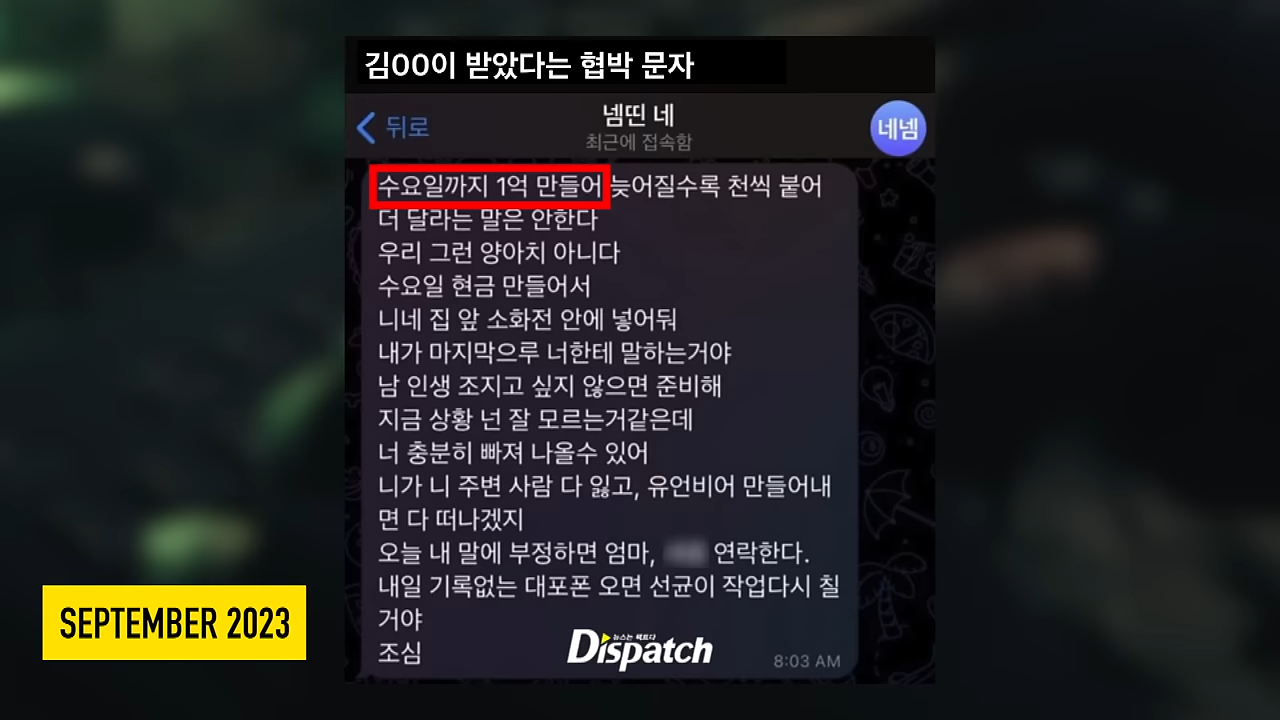 김OO이 받았다는 협박 문자
뒤로
넴띤 네
최근에 접속함
네넴
수요일까지 1억 만들어 늦어질수록 천씩 붙어
더 달라는 말은 안한다
우리 그런 양아치 아니다
수요일 현금 만들어서
니네 집 앞 소화전 안에 넣어둬
내가 마지막으루 너한테 말하는거야
남 인생 조지고 싶지 않으면 준비해
지금 상황 넌 잘 모르는거같은데
너 충분히 빠져 나올수 있어
니가 니 주변 사람 다 잃고, 유언비어 만들어내
면 다 떠나겠지
오늘 내 말에 부정하면 엄마, 연락한다.
내일 기록없는 대포폰 오면 선균이 작업다시 칠
거야
조심
8:03 AM
뉴스는 팩트다
Dispatch
SEPTEMBER 2023